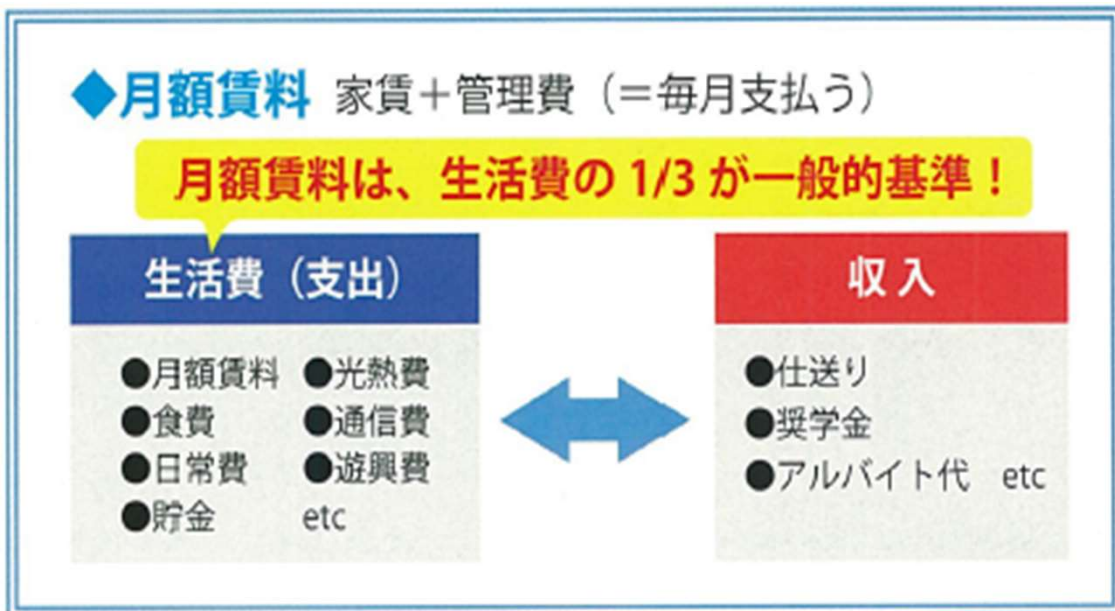 ◆月額賃料 家賃＋管理費（＝毎月支払う）
月額賃料は、生活費の 1/3 が一般的基準！
生活費（支出）
●月額賃料 ●光熱費
●食費 ●通信費
●日常費 ●遊興費
●貯金 etc
収入
●仕送り
●奨学金
●アルバイト代 etc